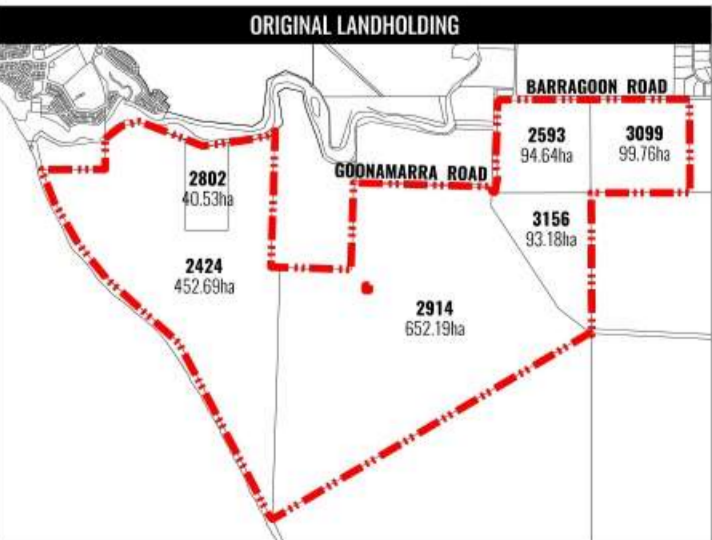 ORIGINAL LANDHOLDING
BARRAGOON ROAD
2593
94.64ha
3099
99.76ha
GOONAMARRA ROAD
2802
40.53ha
3156
93.18ha
2424
452.69ha
2914
652.19ha